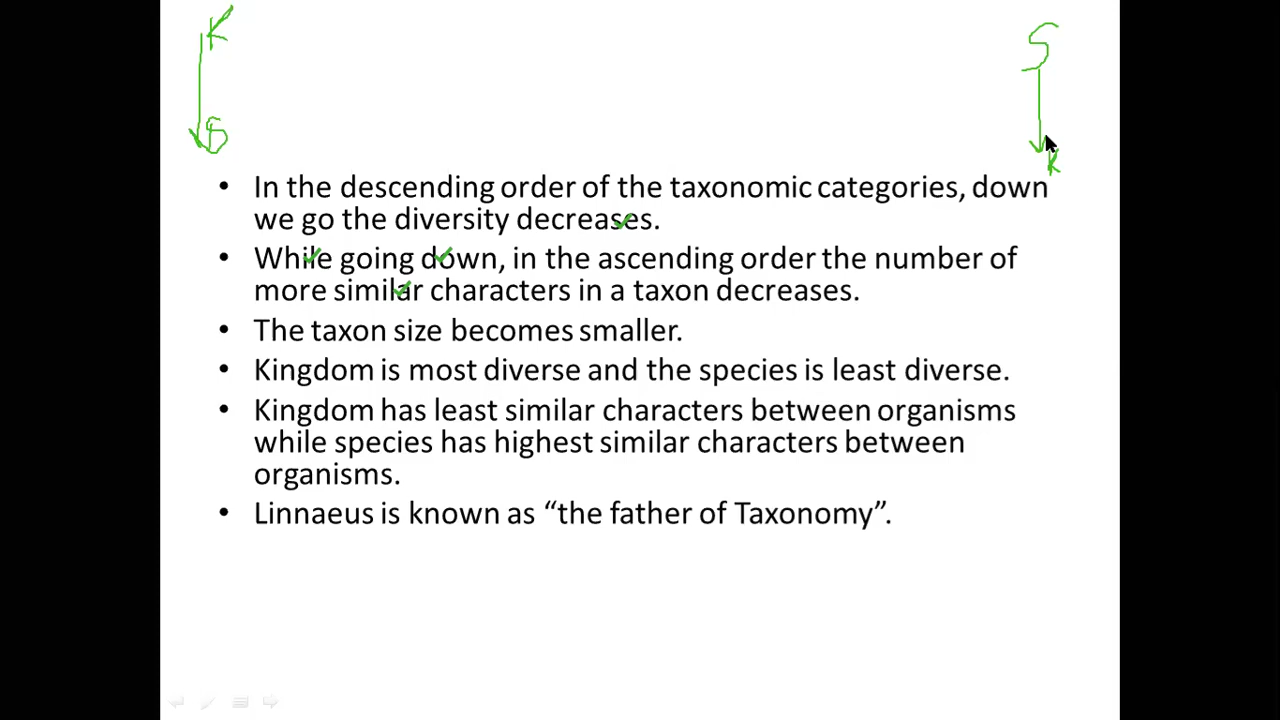 K
S
S
K
• In the descending order of the taxonomic categories, down
we go the diversity decreases.
• While going down, in the ascending order the number of
more similar characters in a taxon decreases.
• The taxon size becomes smaller.
• Kingdom is most diverse and the species is least diverse.
• Kingdom has least similar characters between organisms
while species has highest similar characters between
organisms.
• Linnaeus is known as “the father of Taxonomy”.